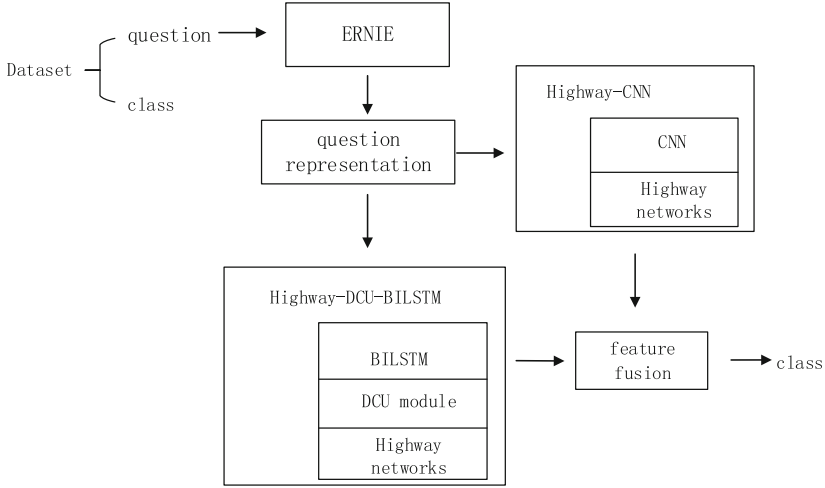 question
ERNIE
Dataset
class
Highway-CNN
question
representation
CNN
Highway
networks
Highway-DCU-BILSTM
BILSTM
DCU module
Highway
networks
feature
fusion
class